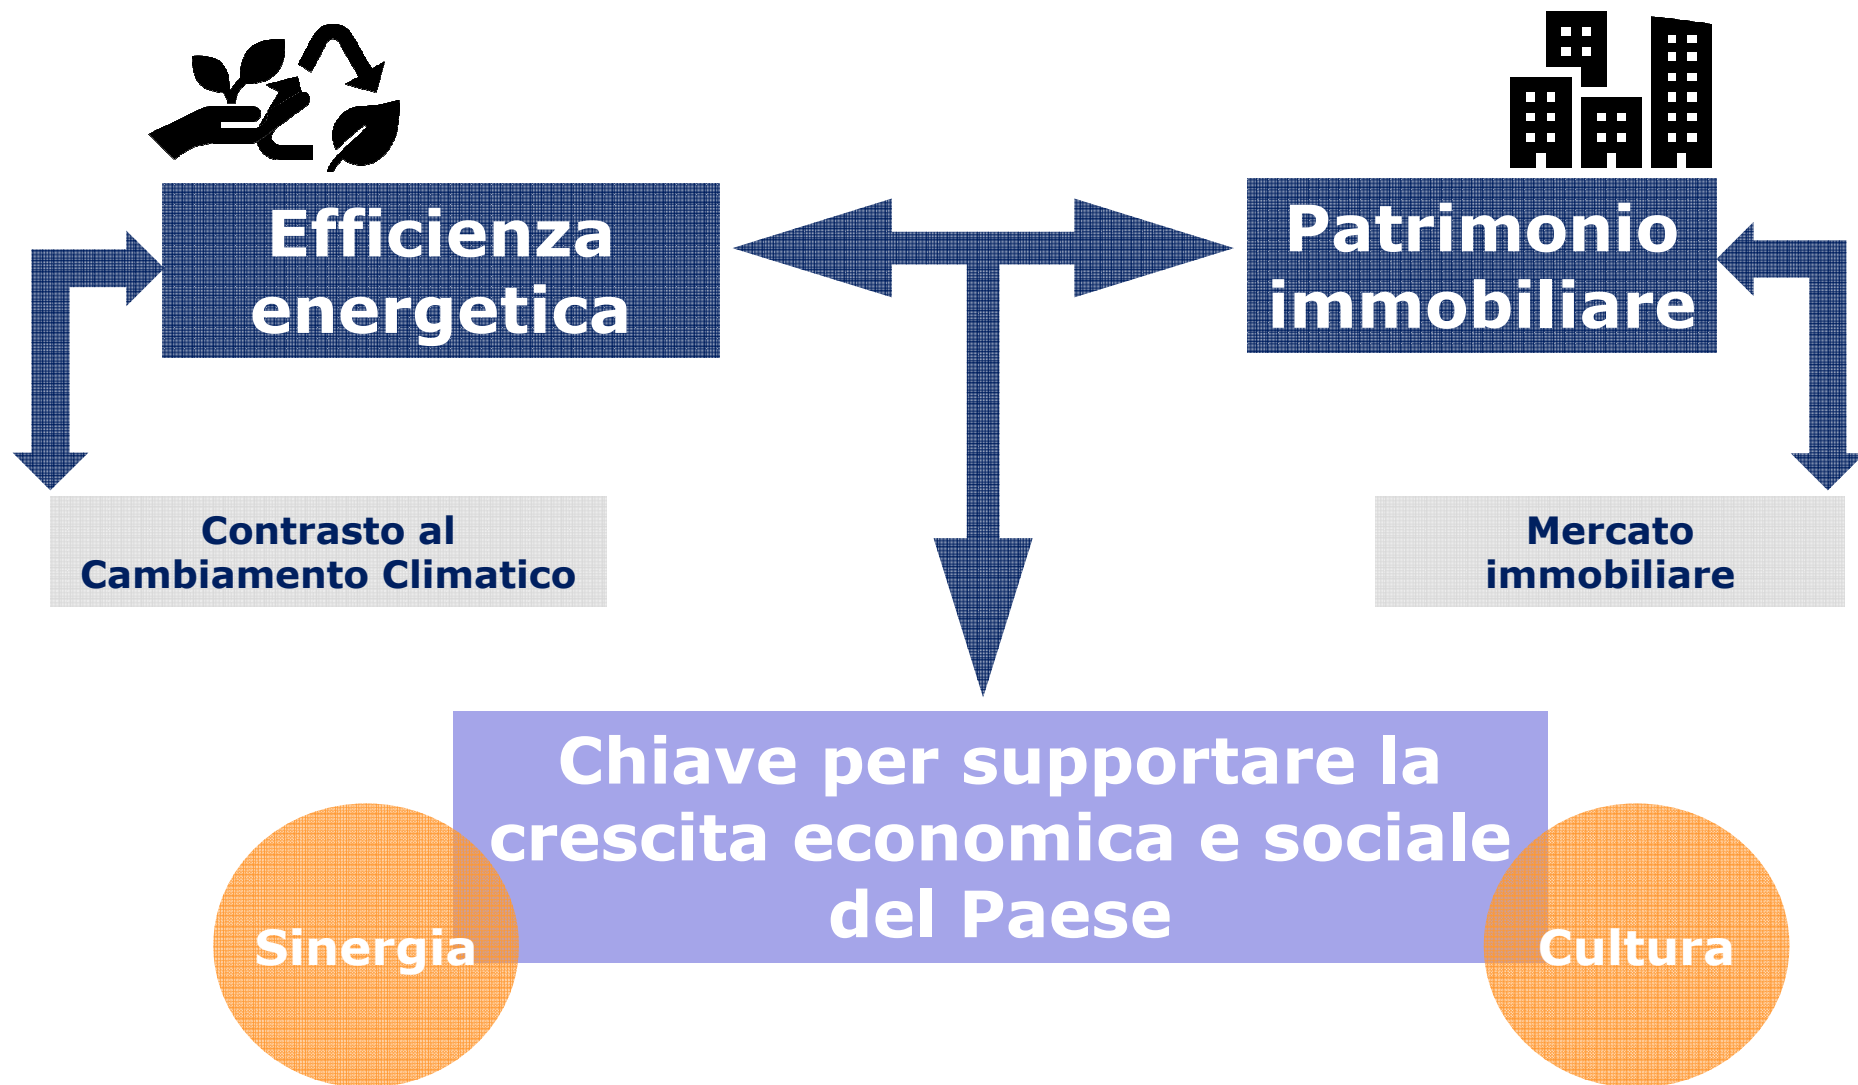 Efficienza
energetica
Patrimonio
immobiliare
Contrasto al
Cambiamento Climatico
Mercato
immobiliare
Chiave per supportare la
crescita economica e sociale
del Paese
Sinergia
Cultura